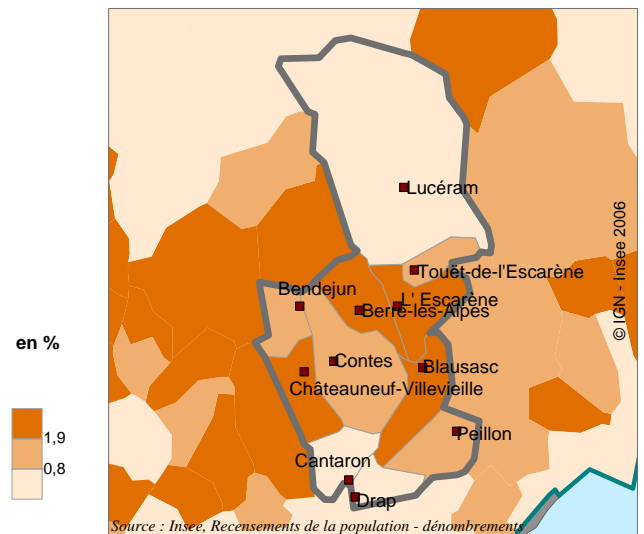 Lucéram
© IGN - Insee 2006
Touët-de-l'Escarène
Bendejun
L' Escarène
Berre-les-Alpes
en %
Contes
Blausasc
Châteauneuf-Villevieille
1,9
Peillon
0,8
Cantaron
Drap
Source : Insee, Recensements de la population - dénombrements